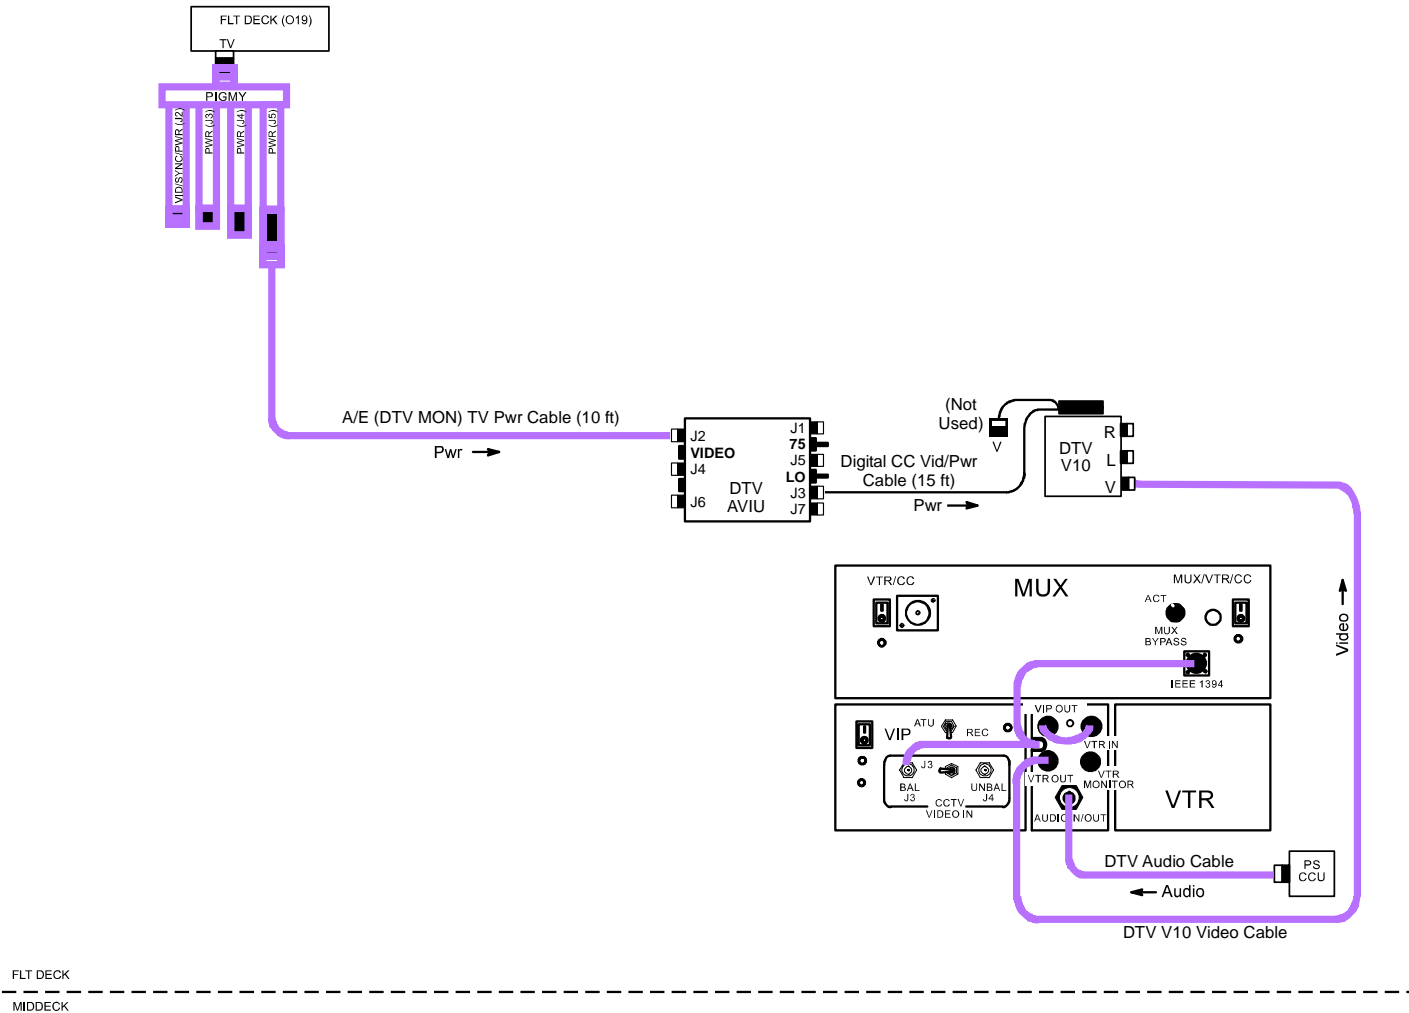 FLT DECK (O19)
TV
PIGMY
VID/SYNC/PWR (J2)
PWR (J3)
PWR (J4)
PWR (J5)
A/E (DTV MON) TV Pwr Cable (10 ft)
Pwr
J2
VIDEO
J4
J6
DTV
AVIU
J1
75
J5
LO
J3
J7
Digital CC Vid/Pwr
Cable (15 ft)
Pwr
(Not
Used)
V
DTV
V10
R
L
V
Video
VTR/CC
MUX
MUX/VTR/CC
ACT
MUX
BYPASS
IEEE 1394
VIP
ATU
REC
J3
BAL
J3
UNBAL
J4
CCTV
VIDEO IN
VIP OUT
VTR IN
VTR OUT
VTR
MONITOR
AUDIO IN/OUT
VTR
DTV Audio Cable
Audio
PS
CCU
DTV V10 Video Cable
FLT DECK
MIDDECK